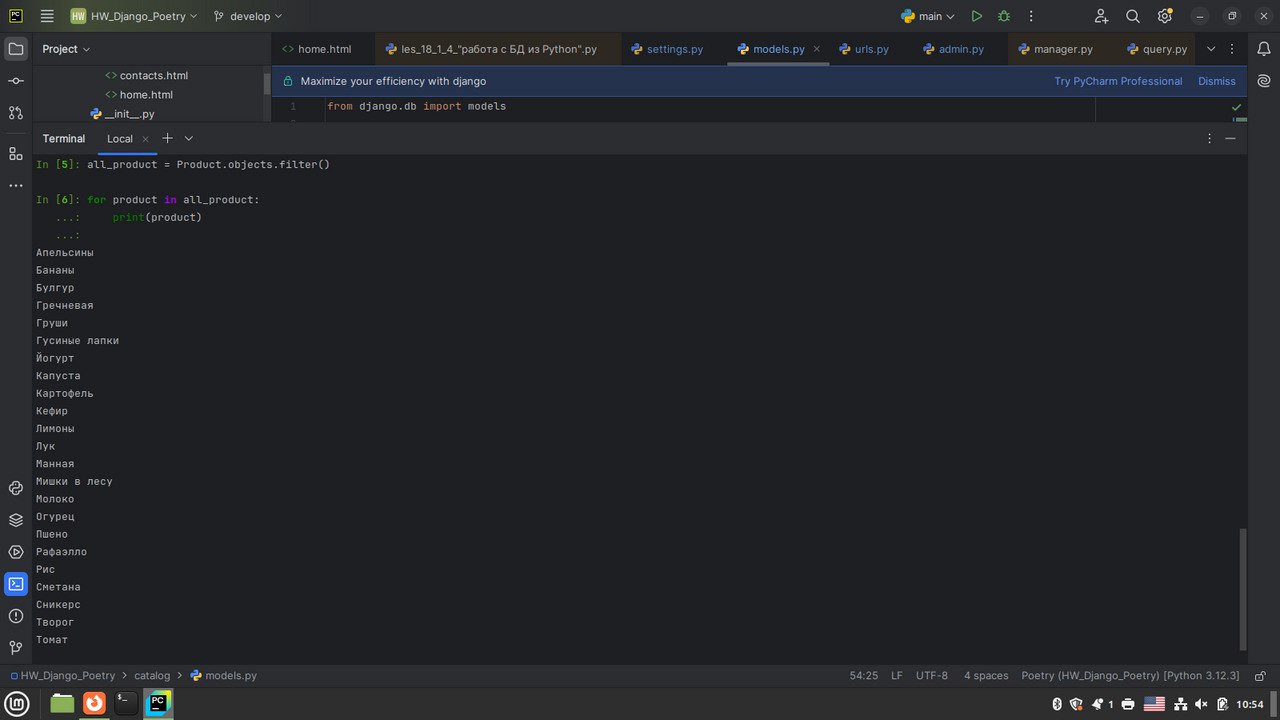 HW HW_Django_Poetry develop main
Project
home.html les_18_1_4_"работа с БД из Python".py settings.py models.py urls.py admin.py manager.py query.py
contacts.html
home.html
__init__.py
Maximize your efficiency with django Try PyCharm Professional Dismiss
1 from django.db import models
Terminal Local
In [5]: all_product = Product.objects.filter()
In [6]: for product in all_product:
...: print(product)
...:
Апельсины
Бананы
Булгур
Гречневая
Груши
Гусиные лапки
Йогурт
Капуста
Картофель
Кефир
Лимоны
Лук
Манная
Мишки в лесу
Молоко
Огурец
Пшено
Рафаэлло
Рис
Сметана
Сникерс
Творог
Томат
HW_Django_Poetry catalog models.py 54:25 LF UTF-8 4 spaces Poetry (HW_Django_Poetry) [Python 3.12.3]
1 10:54